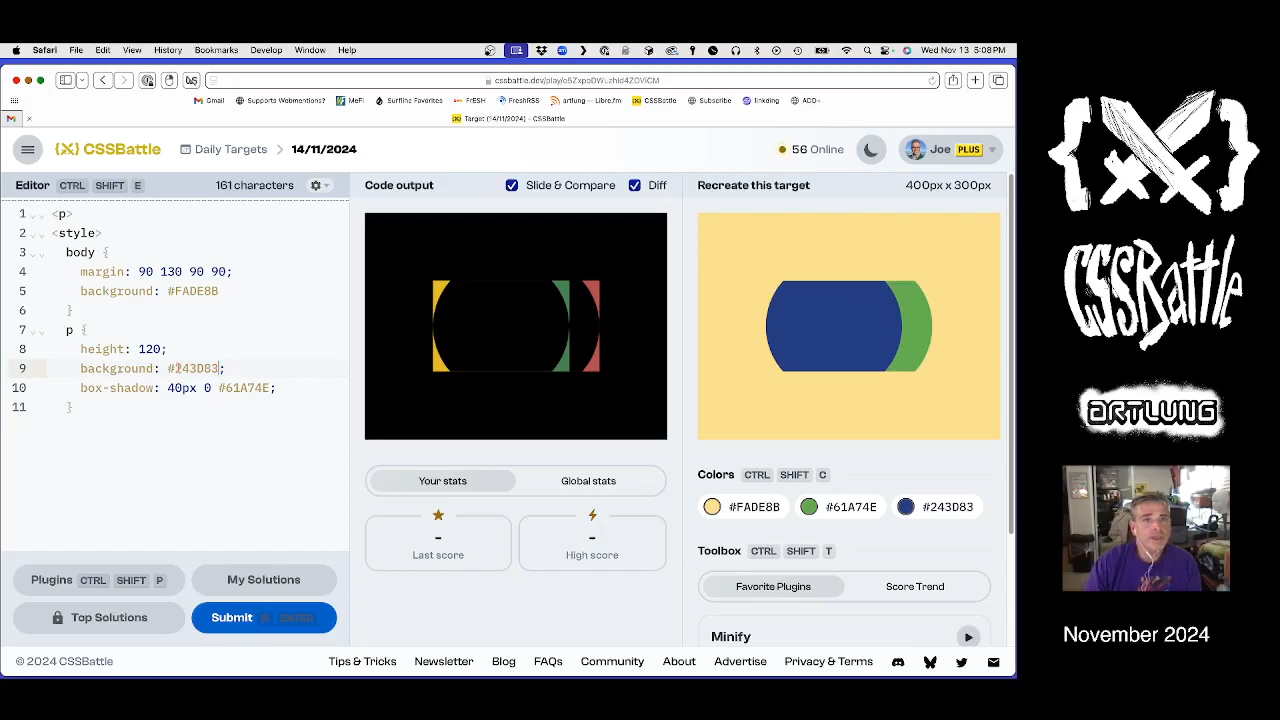 Safari File Edit View History Bookmarks Develop Window Help Wed Nov 13 5:08PM
cssbattle.dev/play/o5ZxpoDWLzhId4ZOViCM
Gmail Supports Webmentions? MeFi Surfline Favorites FrESH FreshRSS artlung — Libre.fm CSSBattle Subscribe linkding ACO+
Target (14/11/2024) - CSSBattle
{X} CSSBattle Daily Targets 14/11/2024 56 Online Joe PLUS
Editor CTRL SHIFT E 161 characters
Code output Slide & Compare Diff
Recreate this target 400px x 300px
1 <p>
2 <style>
3 body {
4 margin: 90 130 90 90;
5 background: #FADE8B
6 }
7 p {
8 height: 120;
9 background: #243D83;
10 box-shadow: 40px 0 #61A74E;
11 }
Your stats Global stats
- Last score
- High score
Colors CTRL SHIFT C
#FADE8B #61A74E #243D83
Toolbox CTRL SHIFT T
Favorite Plugins Score Trend
Minify
Plugins CTRL SHIFT P My Solutions
Top Solutions Submit ENTER
© 2024 CSSBattle Tips & Tricks Newsletter Blog FAQs Community About Advertise Privacy & Terms
CSSBattle
ARTLUNG
November 2024